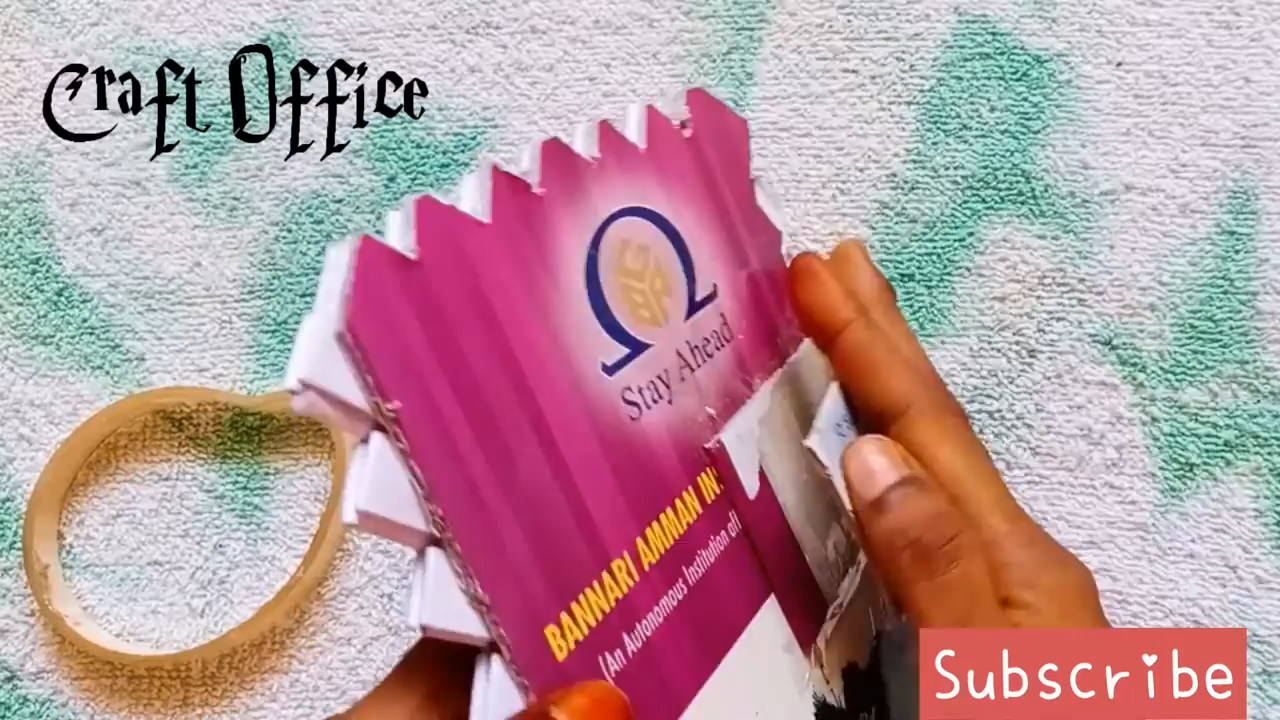 Craft Office
Stay Ahead
BANNARI AMMAN IN
(An Autonomous Institution af
Subscribe